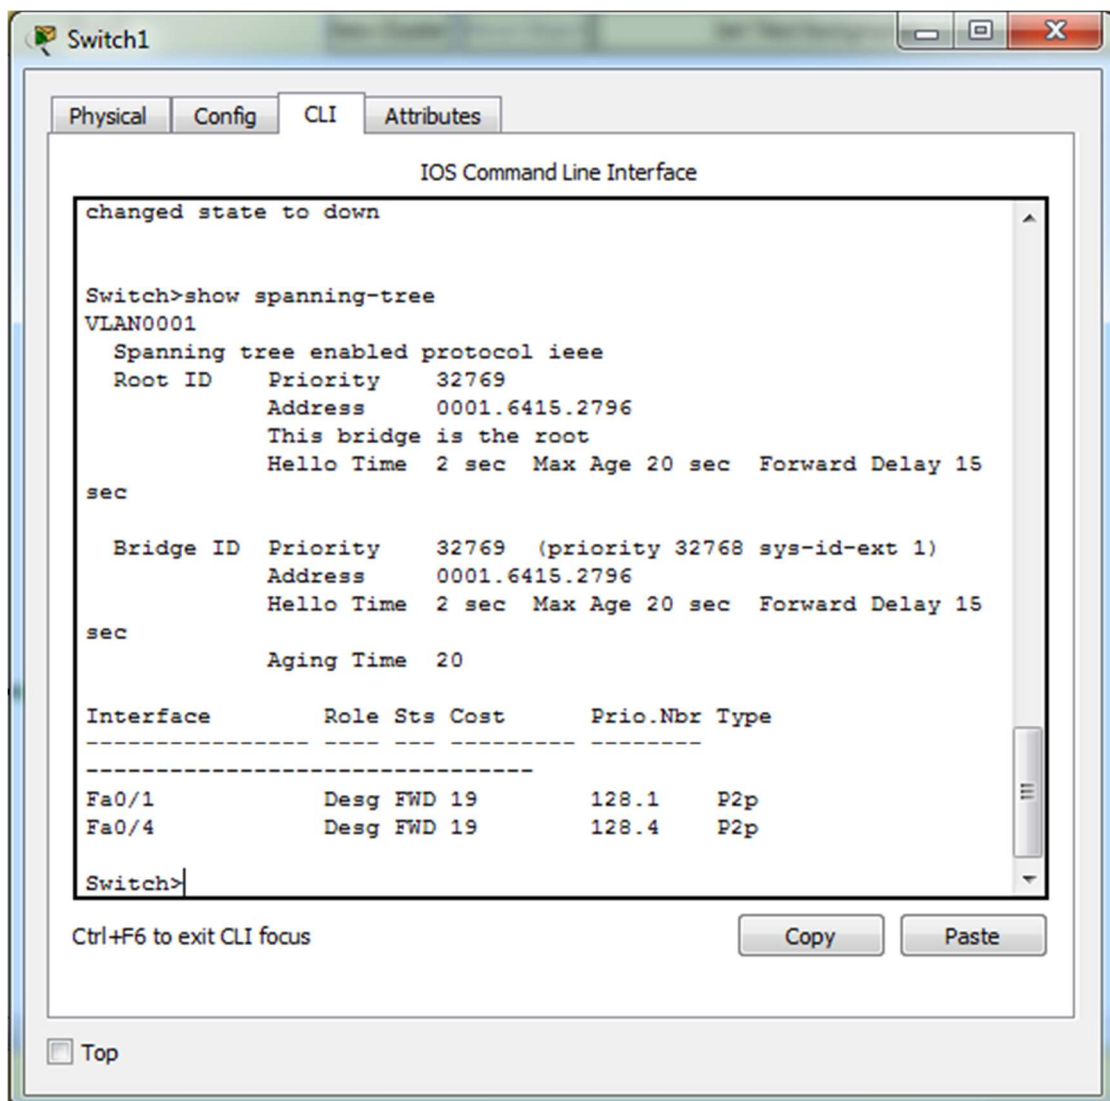 Switch1
Physical Config CLI Attributes
IOS Command Line Interface
changed state to down
Switch>show spanning-tree
VLAN0001
  Spanning tree enabled protocol ieee
  Root ID    Priority    32769
             Address     0001.6415.2796
             This bridge is the root
             Hello Time  2 sec  Max Age 20 sec  Forward Delay 15
sec
  Bridge ID  Priority    32769  (priority 32768 sys-id-ext 1)
             Address     0001.6415.2796
             Hello Time  2 sec  Max Age 20 sec  Forward Delay 15
sec
             Aging Time  20
Interface        Role Sts Cost      Prio.Nbr Type
---------------- ---- --- --------- --------
--------------------------------
Fa0/1            Desg FWD 19        128.1    P2p
Fa0/4            Desg FWD 19        128.4    P2p
Switch>
Ctrl+F6 to exit CLI focus
Copy Paste
Top